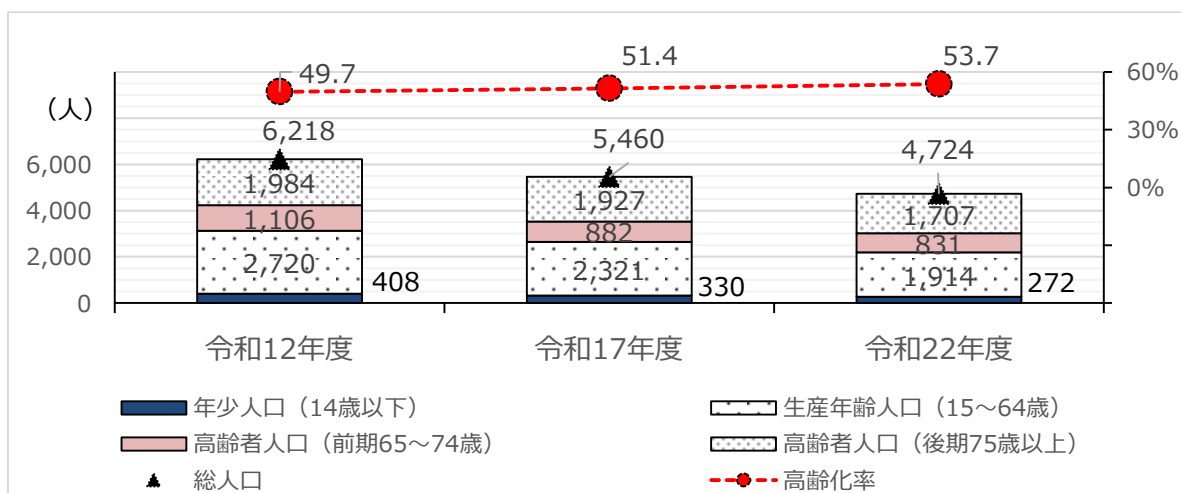 49.7 51.4 53.7
60%
(人)
30%
6,218 5,460 4,724
6,000
0%
1,984 1,927 1,707
4,000
1,106 882 831
2,000
2,720 2,321 1,914
408 330 272
0
令和12年度 令和17年度 令和22年度
年少人口（14歳以下） 生産年齢人口（15～64歳）
高齢者人口（前期65～74歳） 高齢者人口（後期75歳以上）
総人口 高齢化率